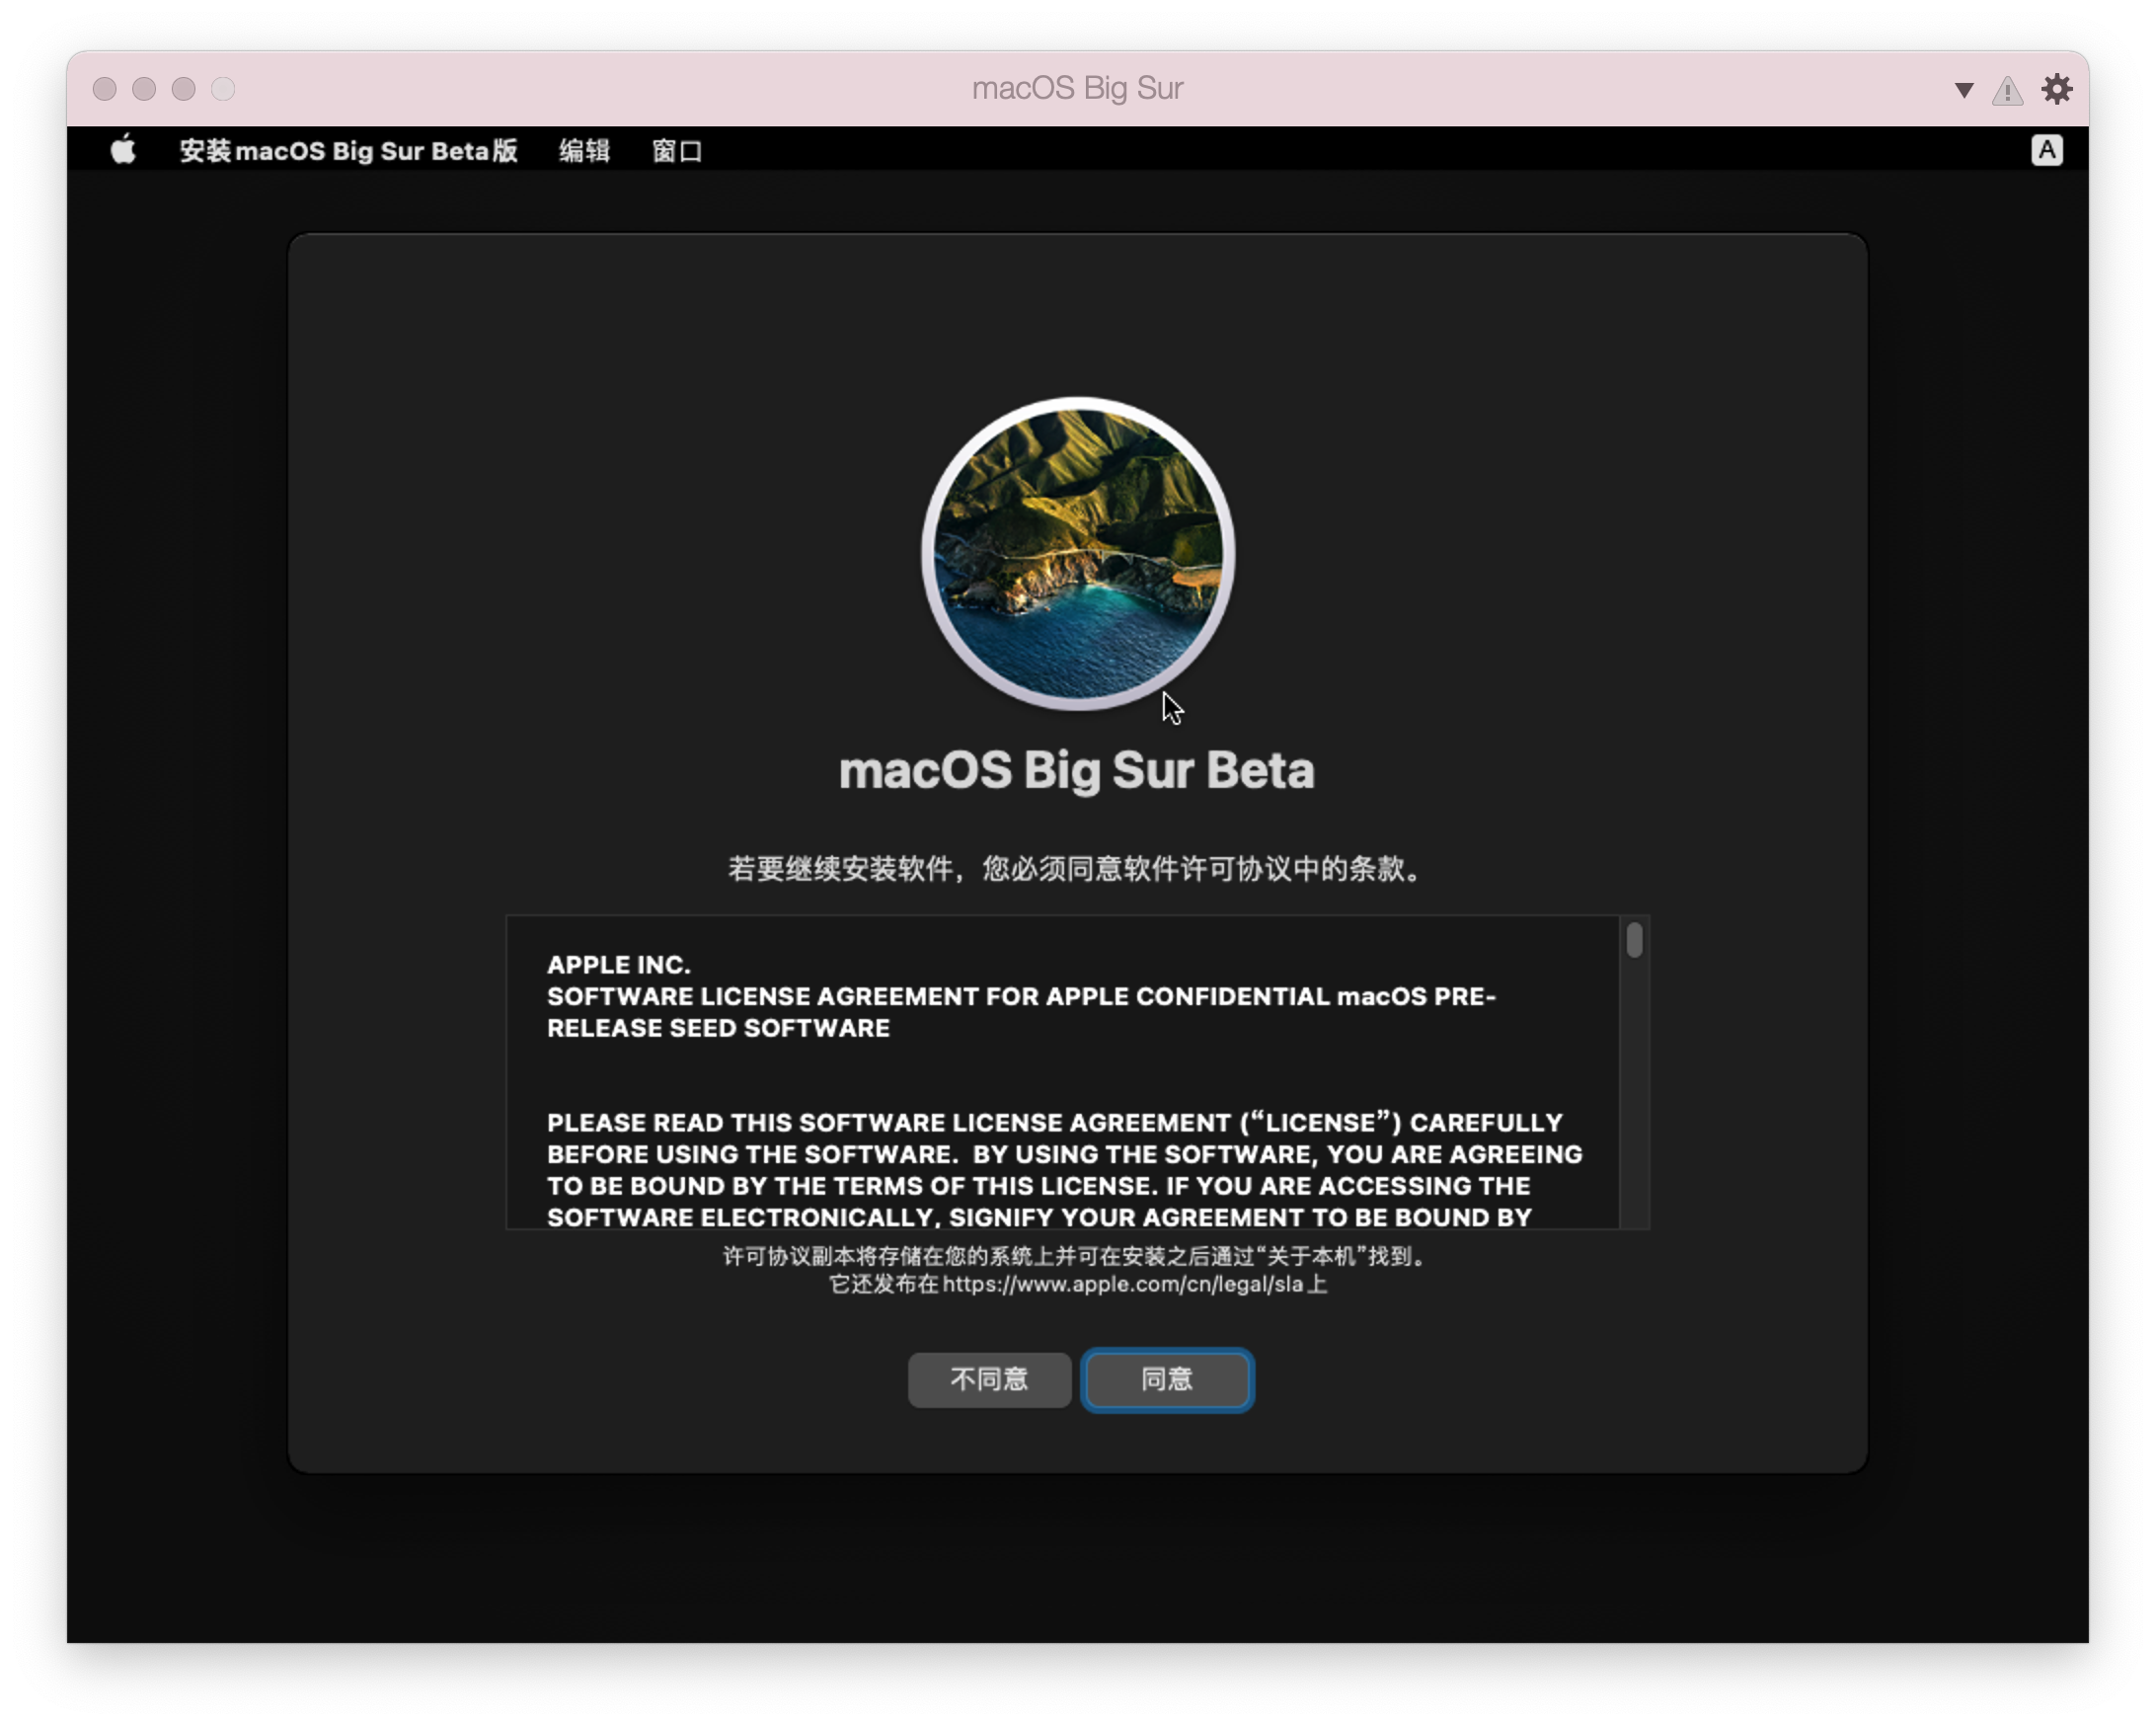 macOS Big Sur
安装macOS Big Sur Beta版 编辑 窗口 A
macOS Big Sur Beta
若要继续安装软件，您必须同意软件许可协议中的条款。
APPLE INC.
SOFTWARE LICENSE AGREEMENT FOR APPLE CONFIDENTIAL macOS PRE-
RELEASE SEED SOFTWARE
PLEASE READ THIS SOFTWARE LICENSE AGREEMENT (“LICENSE”) CAREFULLY
BEFORE USING THE SOFTWARE.  BY USING THE SOFTWARE, YOU ARE AGREEING
TO BE BOUND BY THE TERMS OF THIS LICENSE. IF YOU ARE ACCESSING THE
SOFTWARE ELECTRONICALLY, SIGNIFY YOUR AGREEMENT TO BE BOUND BY
许可协议副本将存储在您的系统上并可在安装之后通过“关于本机”找到。
它还发布在 https://www.apple.com/cn/legal/sla 上
不同意 同意